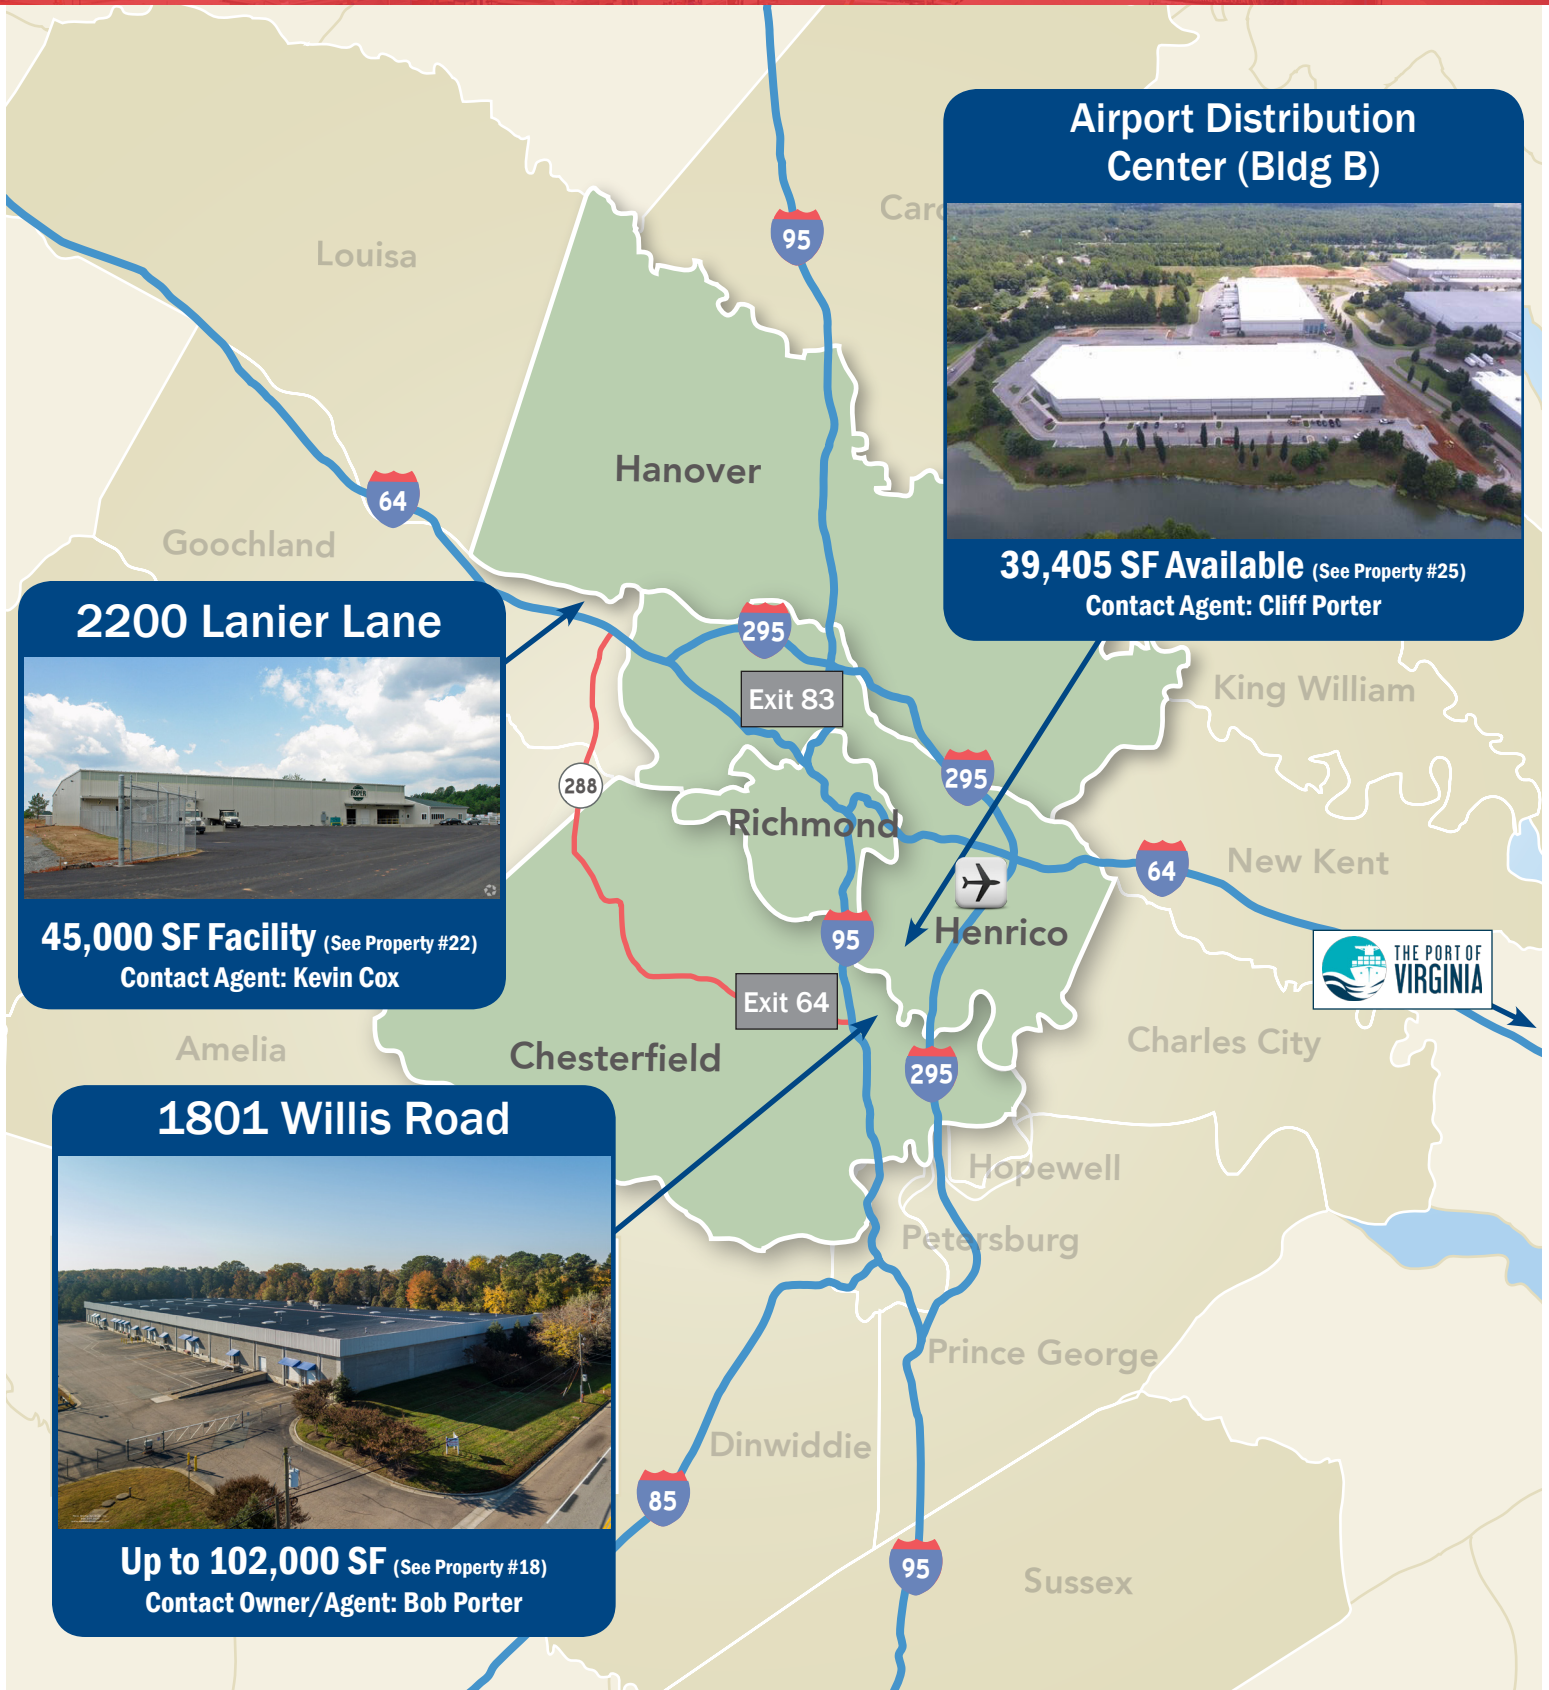 Airport Distribution
Center (Bldg B)
39,405 SF Available (See Property #25)
Contact Agent: Cliff Porter
95
Louisa
Hanover
64
Goochland
2200 Lanier Lane
ROPER
45,000 SF Facility (See Property #22)
Contact Agent: Kevin Cox
295
Exit 83
King William
288
295
Richmond
New Kent
64
Henrico
95
THE PORT OF
VIRGINIA
Exit 64
Amelia
Chesterfield
Charles City
295
1801 Willis Road
Up to 102,000 SF (See Property #18)
Contact Owner/Agent: Bob Porter
Hopewell
Petersburg
Prince George
Dinwiddie
85
95
Sussex